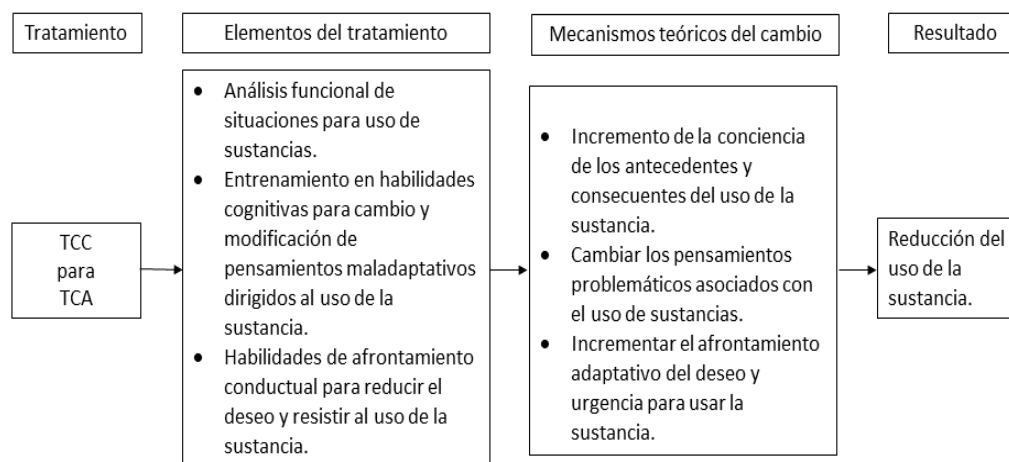 Tratamiento
Elementos del tratamiento
Mecanismos teóricos del cambio
Resultado
TCC
para
TCA
• Análisis funcional de
situaciones para uso de
sustancias.
• Entrenamiento en habilidades
cognitivas para cambio y
modificación de
pensamientos maladaptativos
dirigidos al uso de la
sustancia.
• Habilidades de afrontamiento
conductual para reducir el
deseo y resistir al uso de la
sustancia.
• Incremento de la conciencia
de los antecedentes y
consecuentes del uso de la
sustancia.
• Cambiar los pensamientos
problemáticos asociados con
el uso de sustancias.
• Incrementar el afrontamiento
adaptativo del deseo y
urgencia para usar la
sustancia.
Reducción del
uso de la
sustancia.